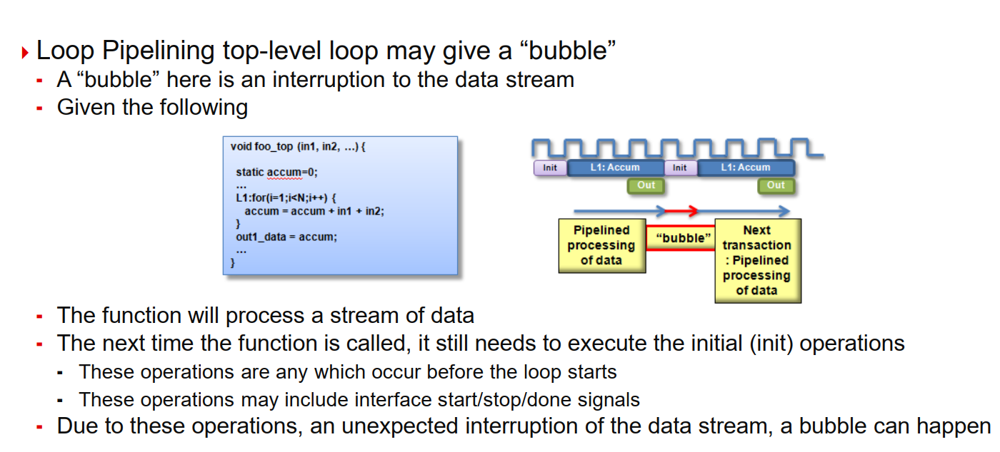 Loop Pipelining top-level loop may give a “bubble”
- A “bubble” here is an interruption to the data stream
- Given the following
void foo_top (in1, in2, ...) {
static accum=0;
...
L1:for(i=1;i<N;i++) {
accum = accum + in1 + in2;
}
out1_data = accum;
...
}
Init L1: Accum Init L1: Accum
Out Out
Pipelined
processing
of data
“bubble”
Next
transaction
: Pipelined
processing
of data
- The function will process a stream of data
- The next time the function is called, it still needs to execute the initial (init) operations
- These operations are any which occur before the loop starts
- These operations may include interface start/stop/done signals
- Due to these operations, an unexpected interruption of the data stream, a bubble can happen